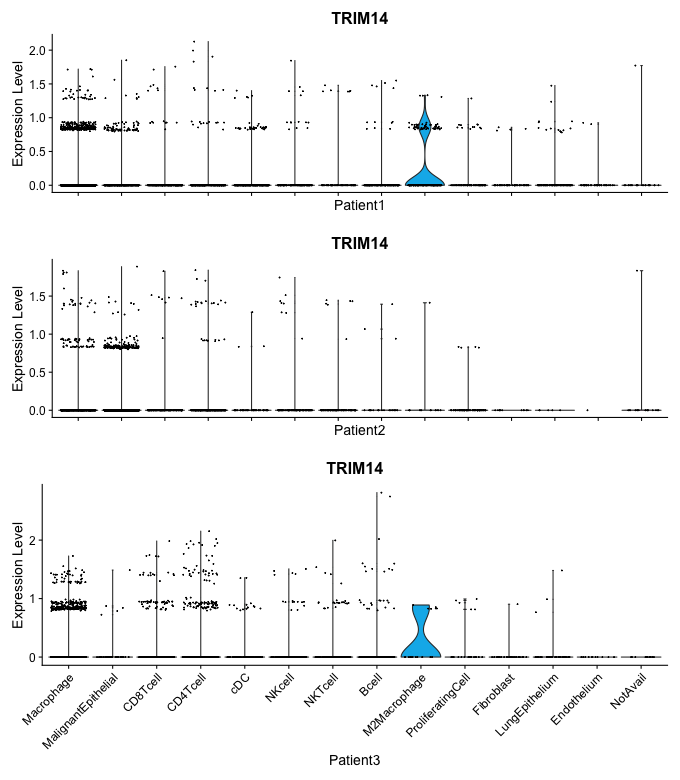 TRIM14
Expression Level
2.0
1.5
1.0
0.5
0.0
Patient1
TRIM14
Expression Level
1.5
1.0
0.5
0.0
Patient2
TRIM14
Expression Level
2
1
0
Macrophage
MalignantEpithelial
CD8Tcell
CD4Tcell
cDC
NKcell
NKTcell
Bcell
M2Macrophage
ProliferatingCell
Fibroblast
LungEpithelium
Endothelium
NotAvail
Patient3